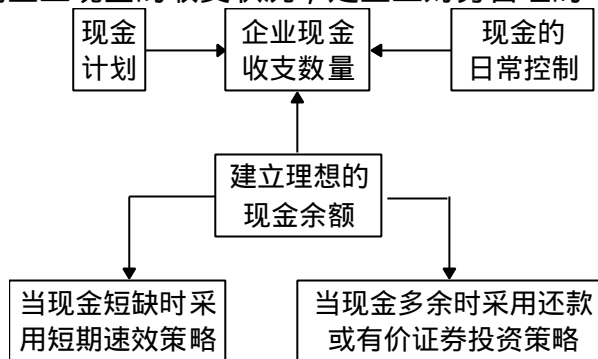 现金
计划
企业现金
收支数量
现金的
日常控制
建立理想的
现金余额
当现金短缺时采
用短期速效策略
当现金多余时采用还款
或有价证券投资策略